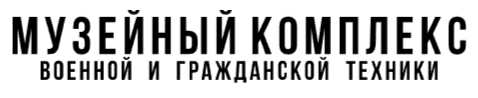 МУЗЕЙНЫЙ КОМПЛЕКС
ВОЕННОЙ И ГРАЖДАНСКОЙ ТЕХНИКИ